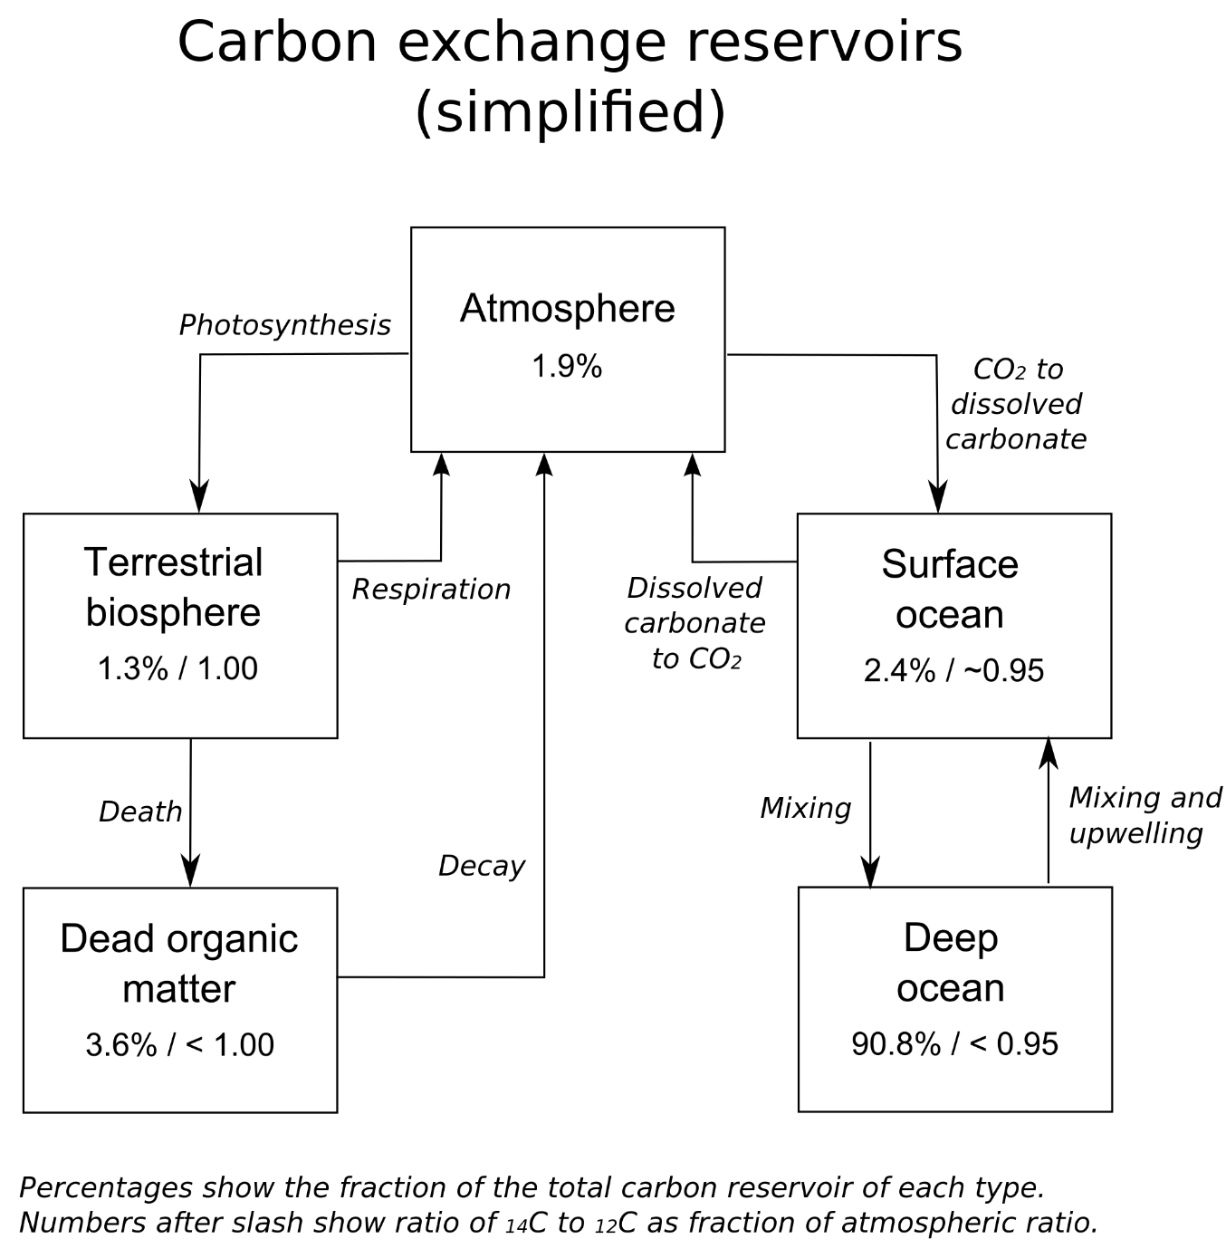 Carbon exchange reservoirs
(simplified)
Atmosphere
1.9%
Photosynthesis
CO₂ to
dissolved
carbonate
Terrestrial
biosphere
1.3% / 1.00
Respiration
Dissolved
carbonate
to CO₂
Surface
ocean
2.4% / ~0.95
Death
Decay
Mixing
Mixing and
upwelling
Dead organic
matter
3.6% / < 1.00
Deep
ocean
90.8% / < 0.95
Percentages show the fraction of the total carbon reservoir of each type.
Numbers after slash show ratio of ₁₄C to ₁₂C as fraction of atmospheric ratio.